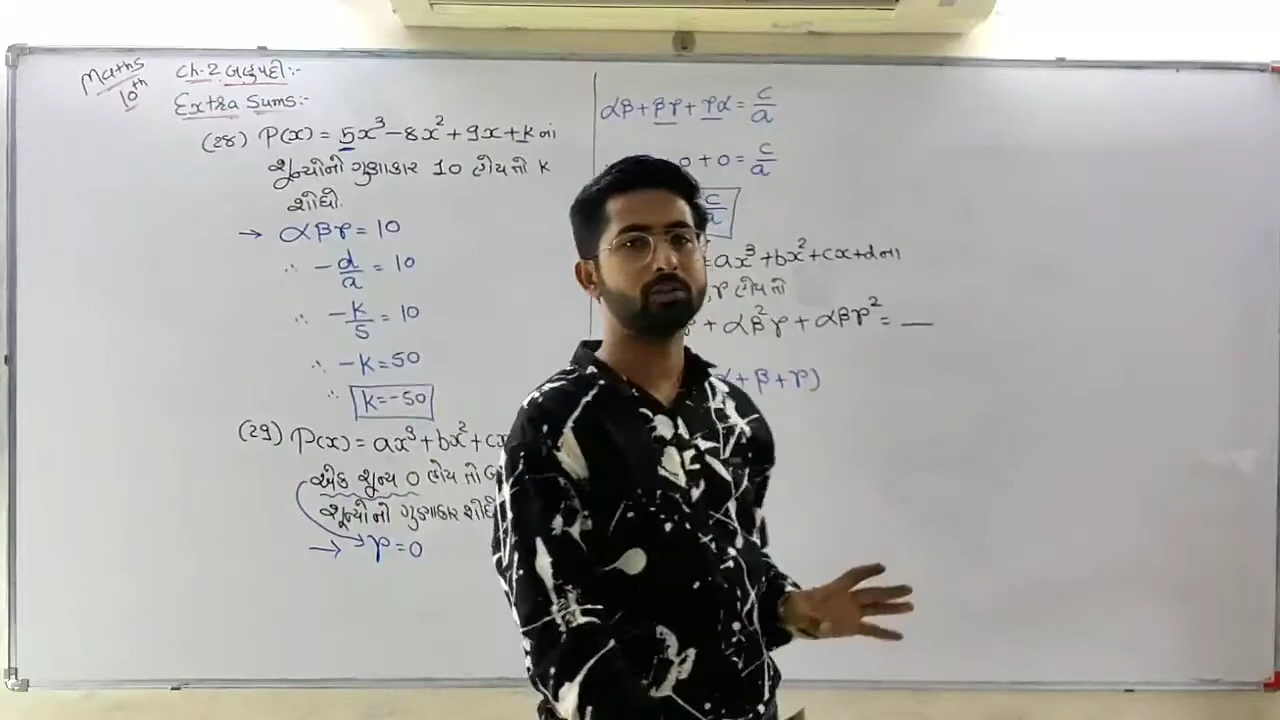 Maths
10th
Ch-2 બહુપદી:-
Extra Sums:-
(28) P(x) = 5x³-8x²+9x+k નાં
શૂન્યોનો ગુણાકાર 10 હોય તો K
શોધો.
→ αβγ = 10
∴ -d/a = 10
∴ -K/5 = 10
∴ -K=50
∴ K=-50
(29) P(x) = ax³+bx²+cx
એક શૂન્ય 0 હોય તો
શૂન્યોનો ગુણાકાર શોધો
→ γ=0
αβ+βγ+γα = c/a
0+0 = c/a
c/a
= ax³+bx²+cx+d ના
,γ હોય તો
+ αβ²γ + αβγ² = —
+β+γ)